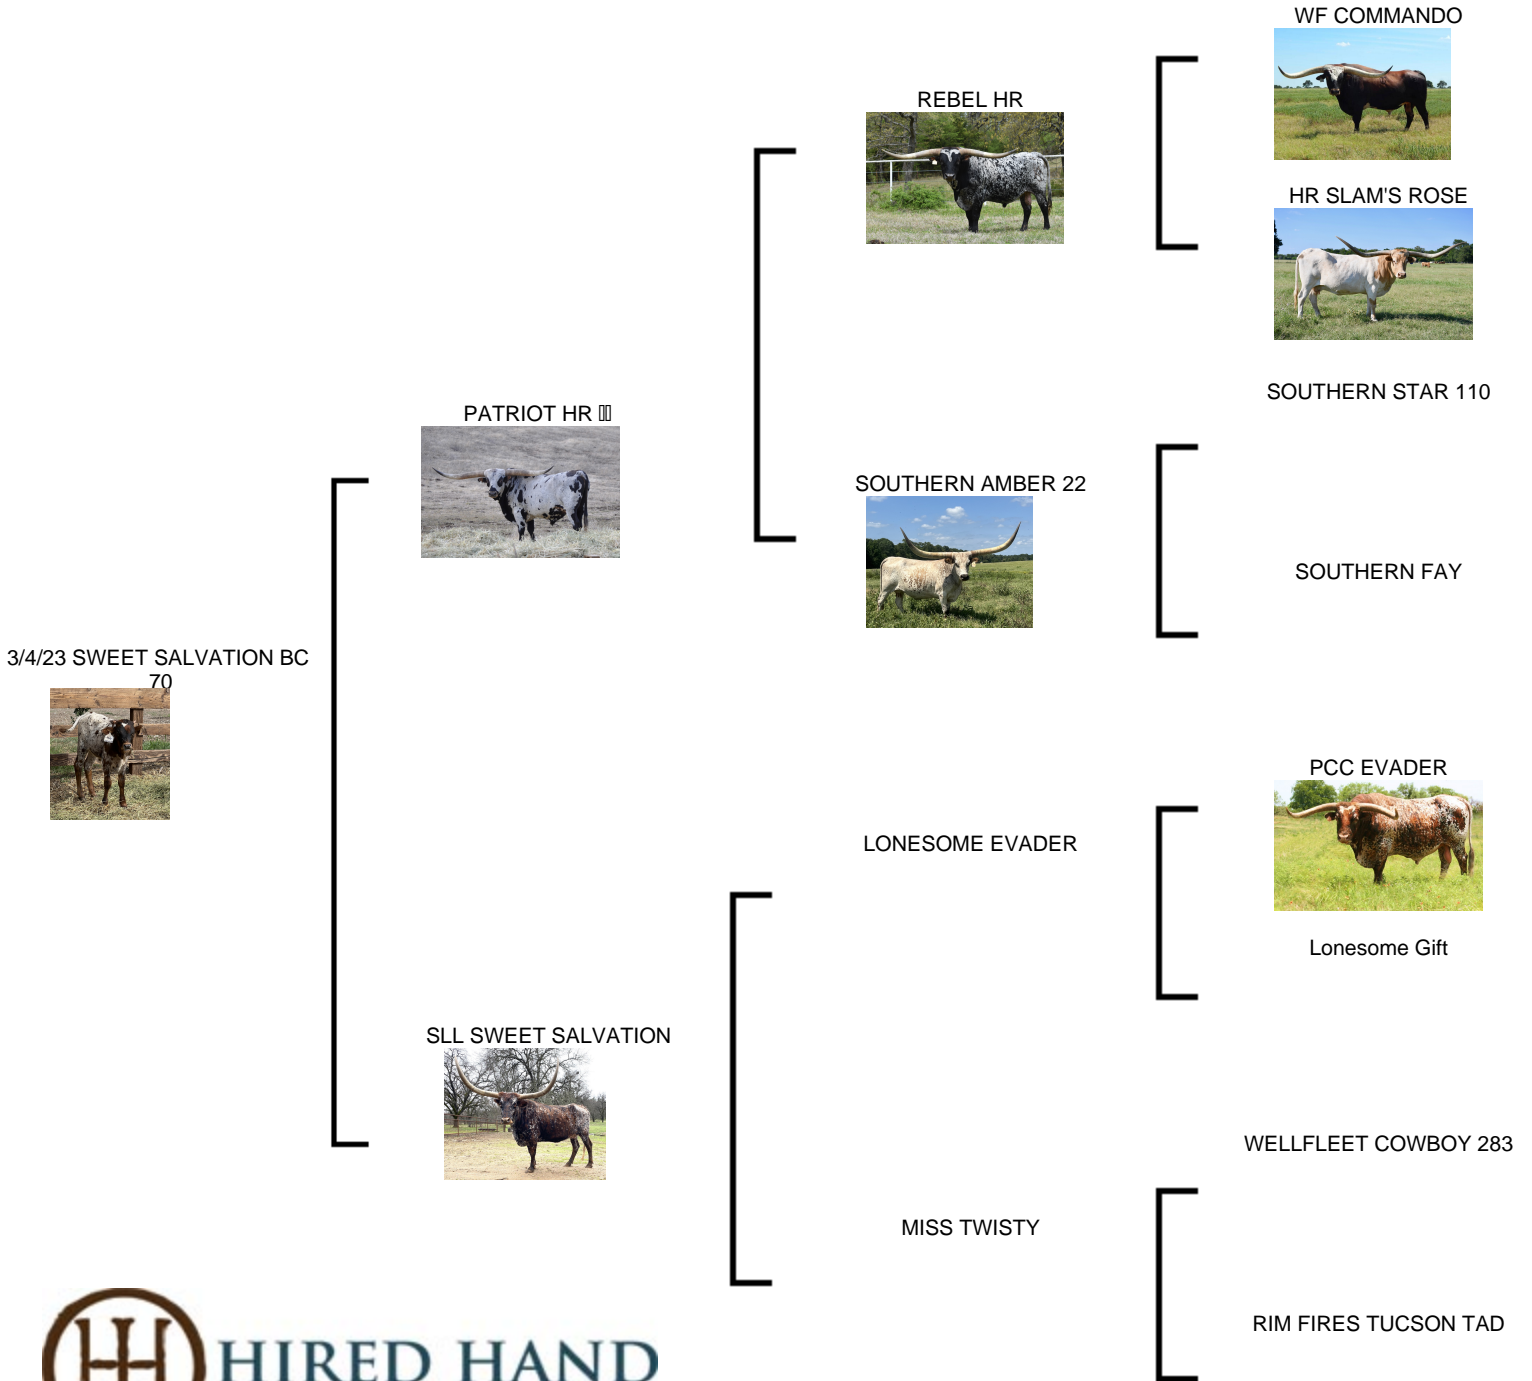 WF COMMANDO
REBEL HR
HR SLAM'S ROSE
SOUTHERN STAR 110
PATRIOT HR
SOUTHERN AMBER 22
SOUTHERN FAY
3/4/23 SWEET SALVATION BC
70
PCC EVADER
LONESOME EVADER
Lonesome Gift
SLL SWEET SALVATION
WELLFLEET COWBOY 283
MISS TWISTY
RIM FIRES TUCSON TAD
HIRED HAND